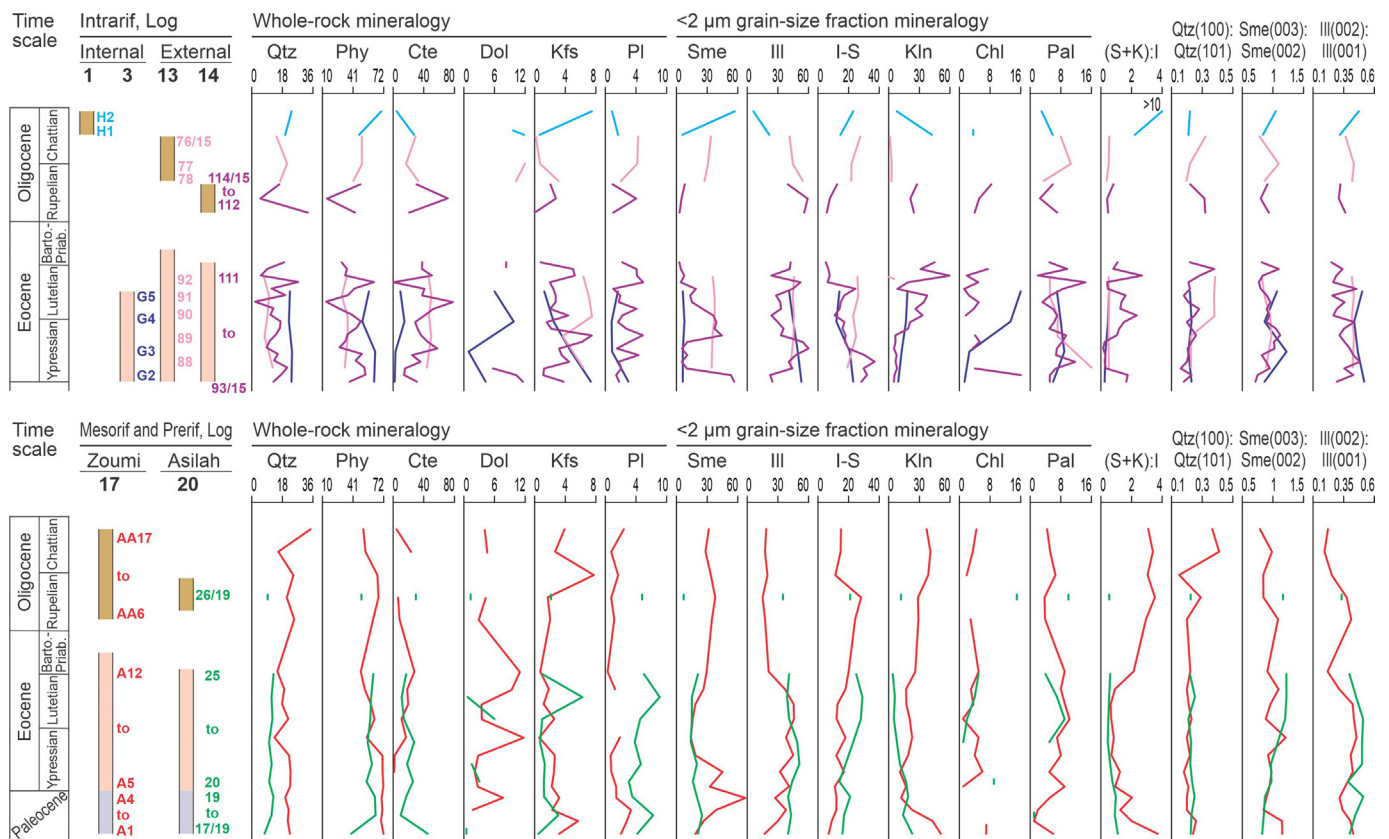 Time scale
Intrarif, Log
Internal External
1 3 13 14
Whole-rock mineralogy
<2 µm grain-size fraction mineralogy
Qtz Phy Cte Dol Kfs Pl Sme Ill I-S Kln Chl Pal (S+K):I
Qtz(100): Sme(003): Ill(002):
Qtz(101) Sme(002) Ill(001)
0 18 36 10 41 72 0 40 80 0 6 12 0 4 8 0 5 10 0 30 60 0 30 60 0 20 40 0 30 60 0 8 16 0 30 60 0 2 4 0.1 0.3 0.5 0.5 1 1.5 0.1 0.35 0.6
>10
Oligocene
Chattian
Rupelian
Eocene
Barto.-Priab.
Lutetian
Ypressian
H2
H1
76/15
77
78
114/15
to
112
92
111
G5
91
G4
90
to
89
G3
88
G2
93/15
Time scale
Mesorif and Prerif, Log
Zoumi Asilah
17 20
Whole-rock mineralogy
<2 µm grain-size fraction mineralogy
Qtz Phy Cte Dol Kfs Pl Sme Ill I-S Kln Chl Pal (S+K):I
Qtz(100): Sme(003): Ill(002):
Qtz(101) Sme(002) Ill(001)
0 18 36 10 41 72 0 40 80 0 6 12 0 4 8 0 5 10 0 30 60 0 30 60 0 20 40 0 30 60 0 8 16 0 30 60 0 2 4 0.1 0.3 0.5 0.5 1 1.5 0.1 0.35 0.6
Oligocene
Chattian
Rupelian
Eocene
Barto.-Priab.
Lutetian
Ypressian
Paleocene
AA17
to
26/19
AA6
A12
25
to
to
A5
20
A4
19
to
to
A1
17/19